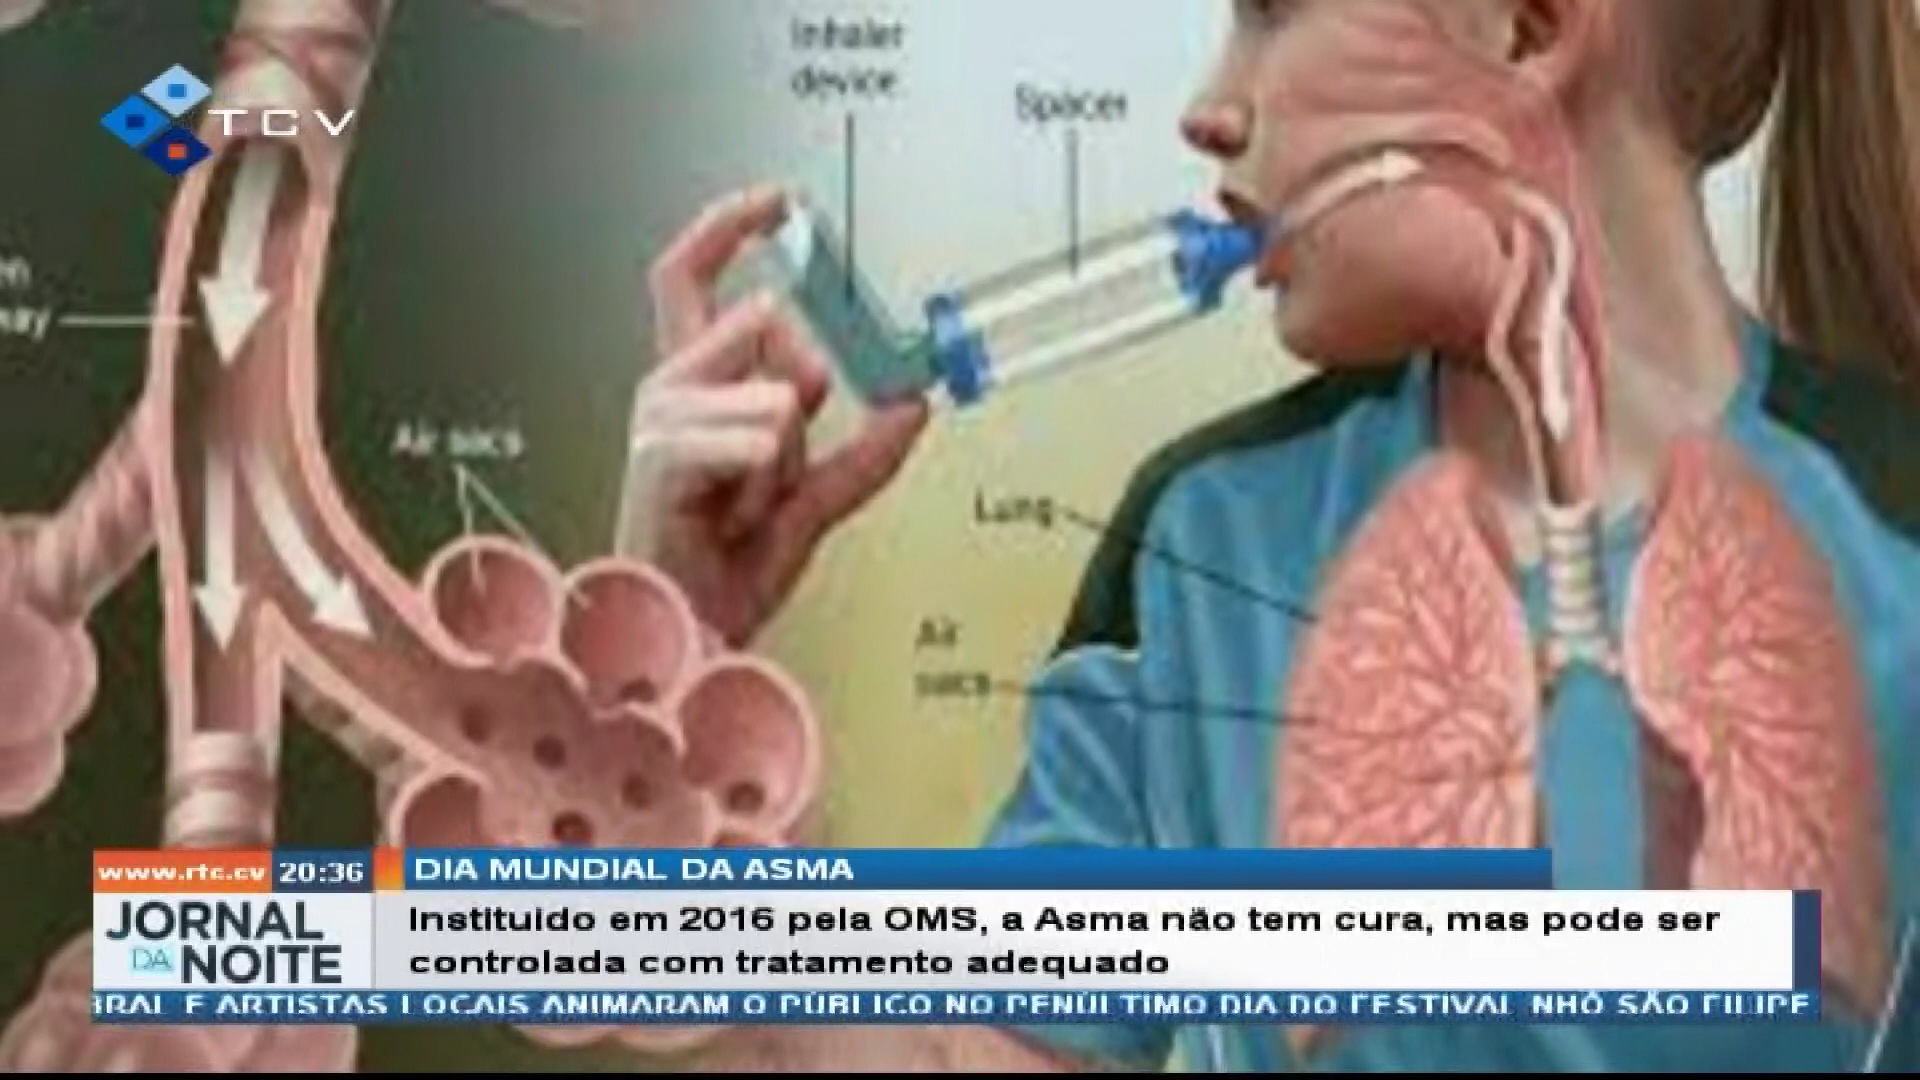 Inhaler
device
Spacer
TCV
Air sacs
Lung
Air
sacs
www.rtc.cv 20:36 DIA MUNDIAL DA ASMA
JORNAL
DA NOITE
Instituido em 2016 pela OMS, a Asma não tem cura, mas pode ser
controlada com tratamento adequado
E ARTISTAS LOCAIS ANIMARAM O PÚBLICO NO PENÚLTIMO DIA DO FESTIVAL NHÔ SÃO FILIPE